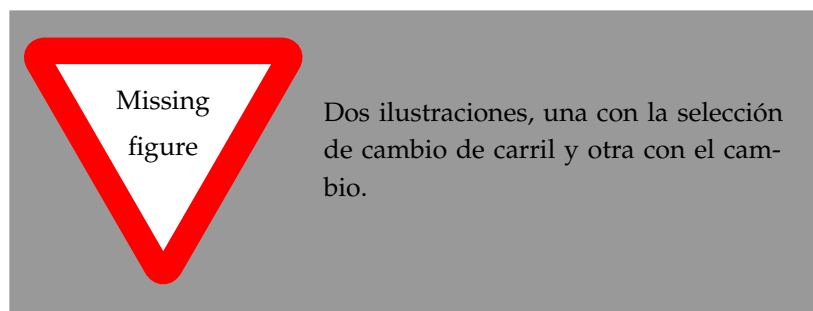 Missing
figure
Dos ilustraciones, una con la selección
de cambio de carril y otra con el cam-
bio.